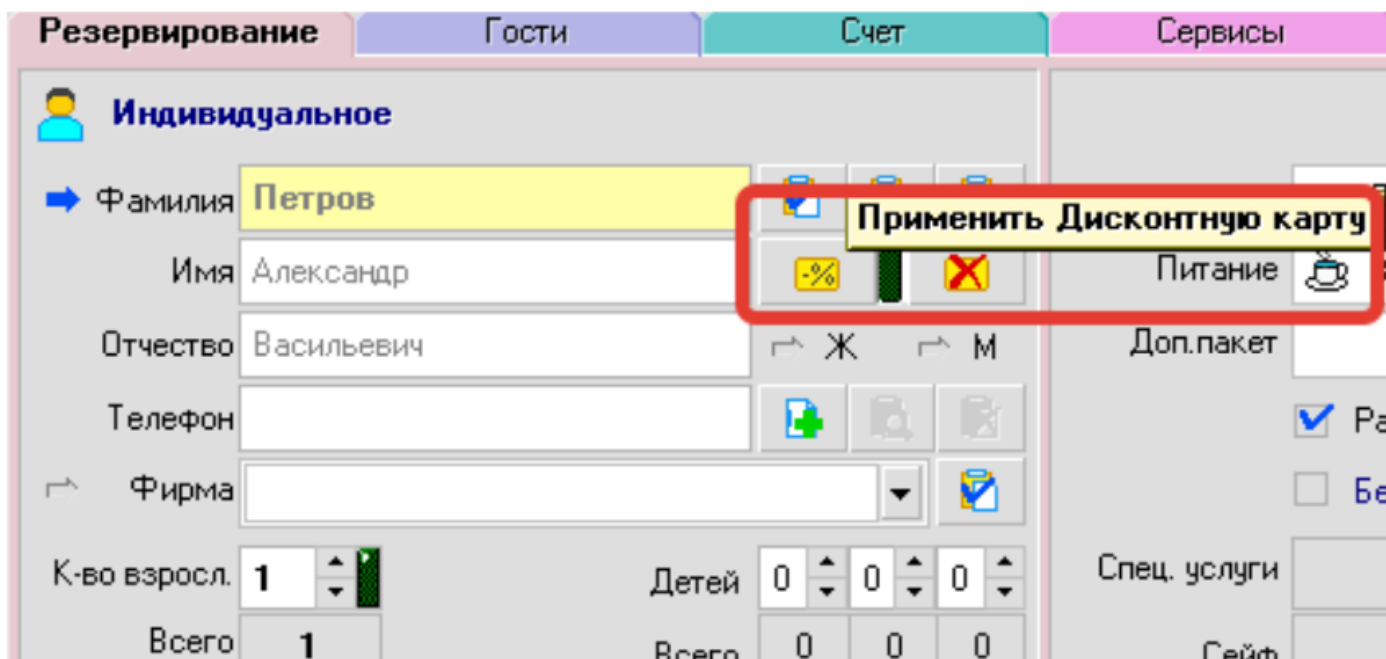 Резервирование Гости Счет Сервисы
Индивидуальное
Фамилия Петров
Применить Дисконтную карту
Имя Александр -% Питание
Отчество Васильевич Ж М Доп.пакет
Телефон
Фирма
К-во взросл. 1 Детей 0 0 0 Спец. услуги
Всего 1 Всего 0 0 0 Сейф